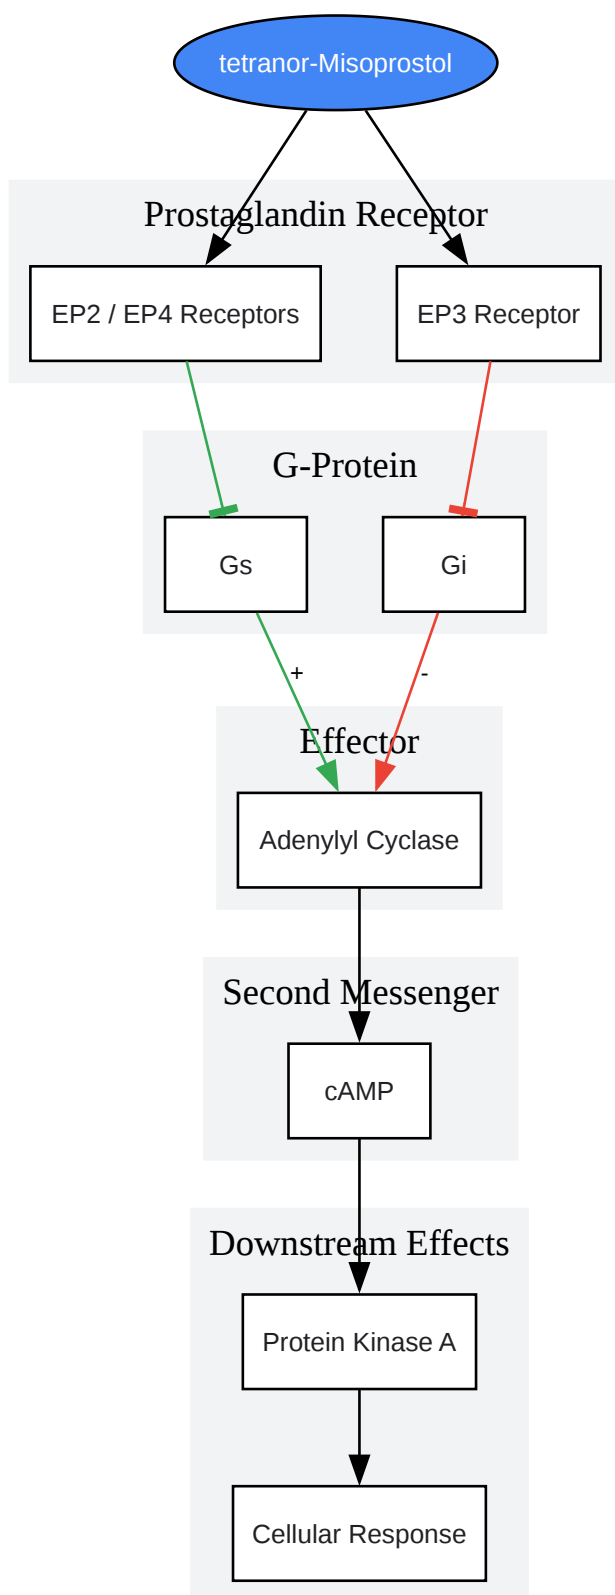 tetranor-Misoprostol
Prostaglandin Receptor
EP2 / EP4 Receptors
EP3 Receptor
G-Protein
Gs
Gi
+
-
Effector
Adenylyl Cyclase
Second Messenger
cAMP
Downstream Effects
Protein Kinase A
Cellular Response